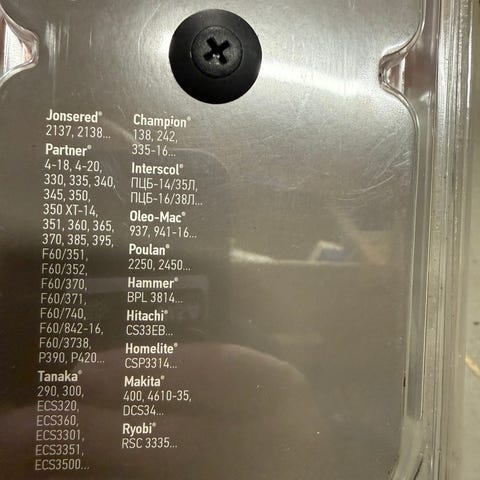 Jonsered®
2137, 2138...
Partner®
4-18, 4-20,
330, 335, 340,
345, 350,
350 XT-14,
351, 360, 365,
370, 385, 395,
F60/351,
F60/352,
F60/370,
F60/371,
F60/740,
F60/842-16,
F60/3738,
P390, P420...
Tanaka®
290, 300,
ECS320,
ECS360,
ECS3301,
ECS3351,
ECS3500...
Champion®
138, 242,
335-16...
Interscol®
ПЦБ-14/35Л,
ПЦБ-16/38Л...
Oleo-Mac®
937, 941-16...
Poulan®
2250, 2450...
Hammer®
BPL 3814...
Hitachi®
CS33EB...
Homelite®
CSP3314...
Makita®
400, 4610-35,
DCS34...
Ryobi®
RSC 3335...